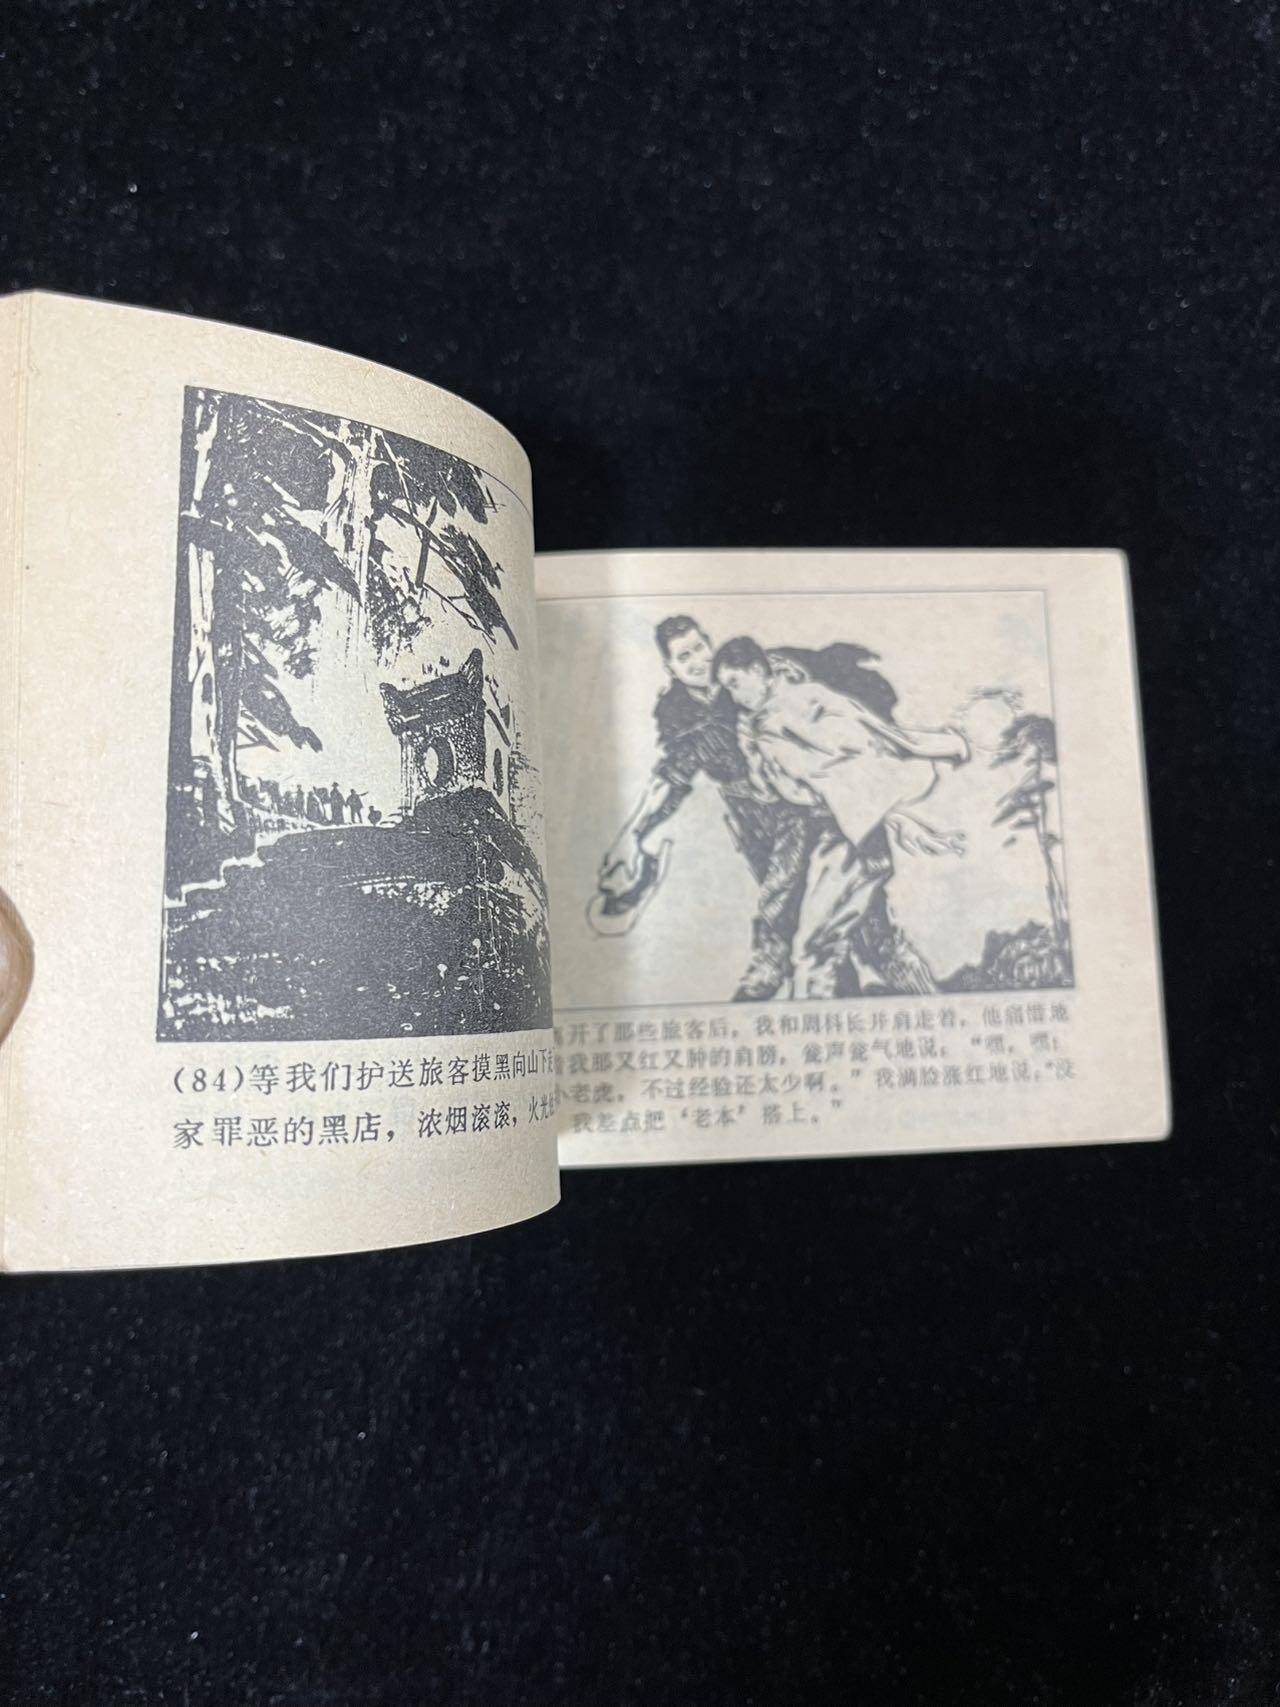 (84)等我们护送旅客摸黑向山下走
家罪恶的黑店，浓烟滚滚，火光
离开了那些旅客后，我和周科长并肩走着，他痛惜地
着我那又红又肿的肩膀，瓮声瓮气地说，“嘿，嘿！
小老虎，不过经验还太少啊。”我满脸涨红地说，“没
我差点把‘老本’搭上。”